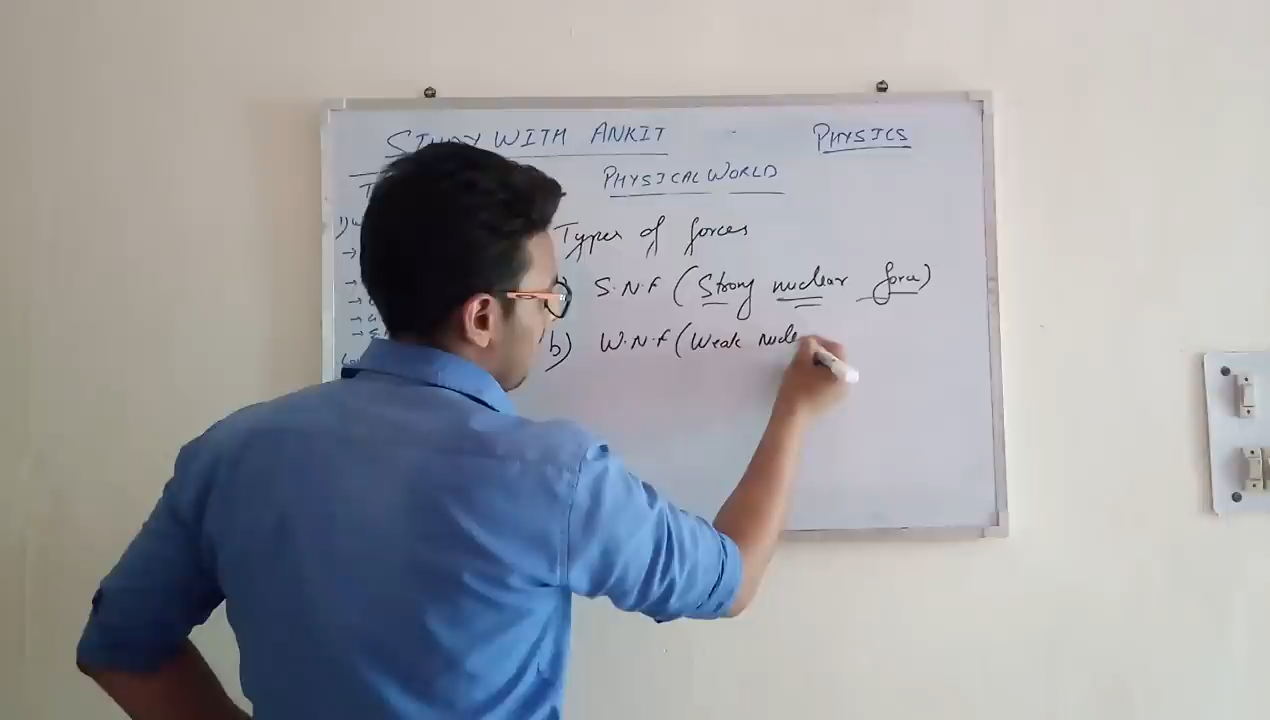 STUDY WITH ANKIT
PHYSICS
PHYSICAL WORLD
Types of forces
S.N.F (Strong nuclear force)
b) W.N.F (Weak nucle